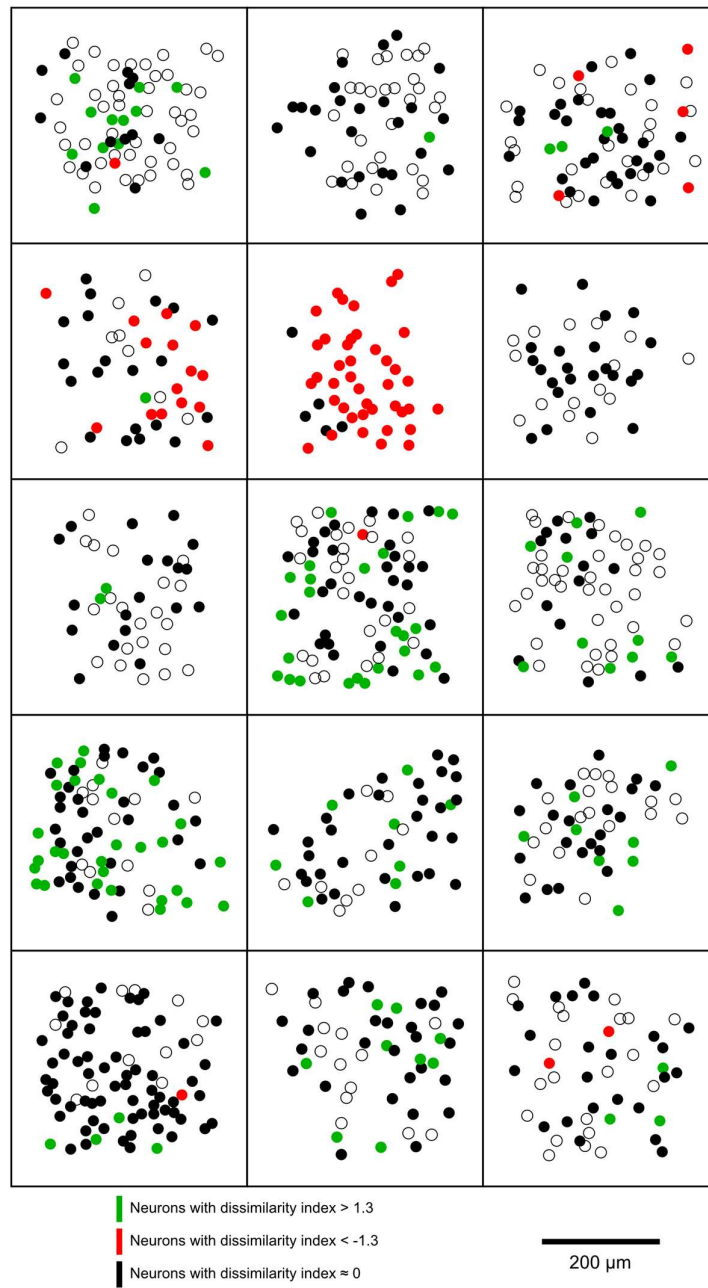 Neurons with dissimilarity index > 1.3
Neurons with dissimilarity index < -1.3
Neurons with dissimilarity index ≈ 0
200 μm